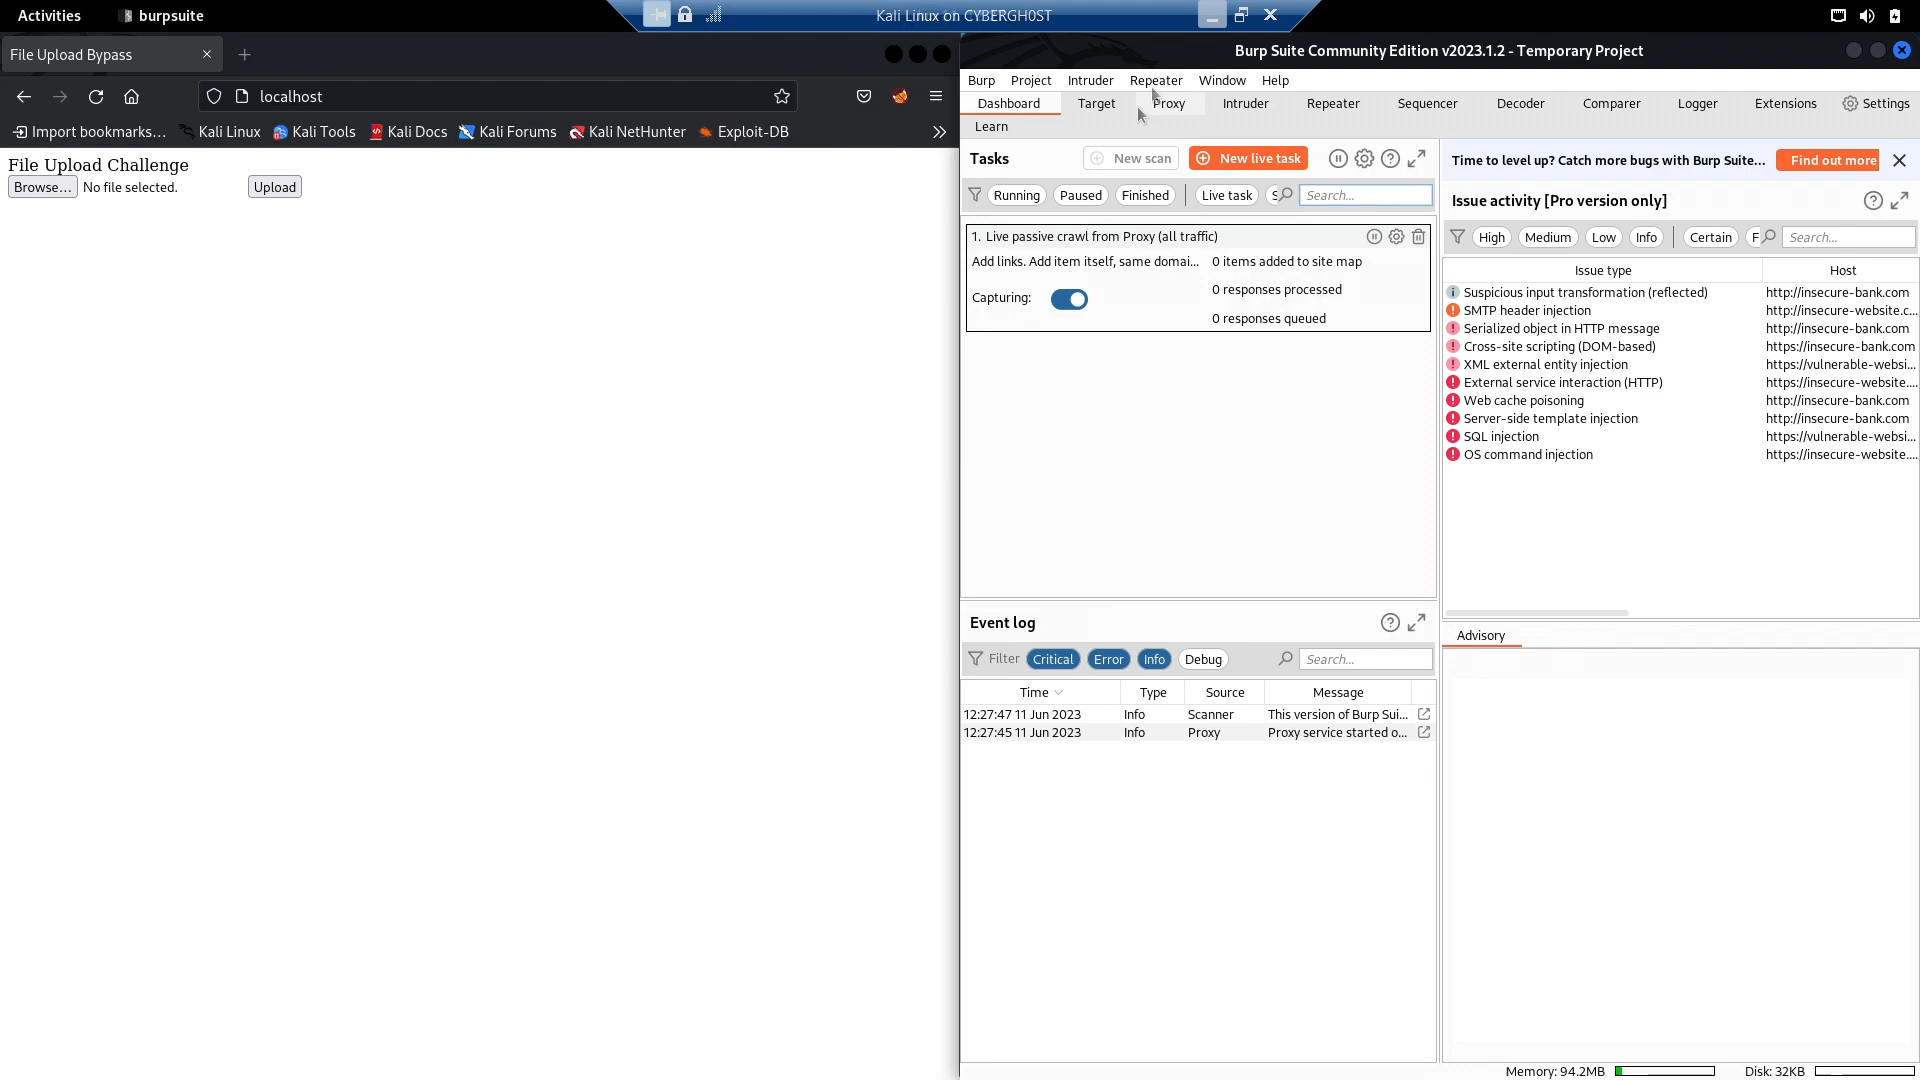 Activities
burpsuite
Kali Linux on CYBERGH0ST
File Upload Bypass
localhost
Import bookmarks...
Kali Linux
Kali Tools
Kali Docs
Kali Forums
Kali NetHunter
Exploit-DB
File Upload Challenge
Browse... No file selected.
Upload
Burp Suite Community Edition v2023.1.2 - Temporary Project
Burp Project Intruder Repeater Window Help
Dashboard Target Proxy Intruder Repeater Sequencer Decoder Comparer Logger Extensions Settings
Learn
Tasks
New scan
New live task
Running Paused Finished Live task S Search...
1. Live passive crawl from Proxy (all traffic)
Add links. Add item itself, same domai... 0 items added to site map
0 responses processed
Capturing:
0 responses queued
Event log
Filter Critical Error Info Debug Search...
Time Type Source Message
12:27:47 11 Jun 2023 Info Scanner This version of Burp Sui...
12:27:45 11 Jun 2023 Info Proxy Proxy service started o...
Time to level up? Catch more bugs with Burp Suite... Find out more
Issue activity [Pro version only]
High Medium Low Info Certain F Search...
Issue type Host
Suspicious input transformation (reflected) http://insecure-bank.com
SMTP header injection http://insecure-website.c...
Serialized object in HTTP message http://insecure-bank.com
Cross-site scripting (DOM-based) https://insecure-bank.com
XML external entity injection https://vulnerable-websi...
External service interaction (HTTP) https://insecure-website....
Web cache poisoning http://insecure-bank.com
Server-side template injection http://insecure-bank.com
SQL injection https://vulnerable-websi...
OS command injection https://insecure-website....
Advisory
Memory: 94.2MB
Disk: 32KB